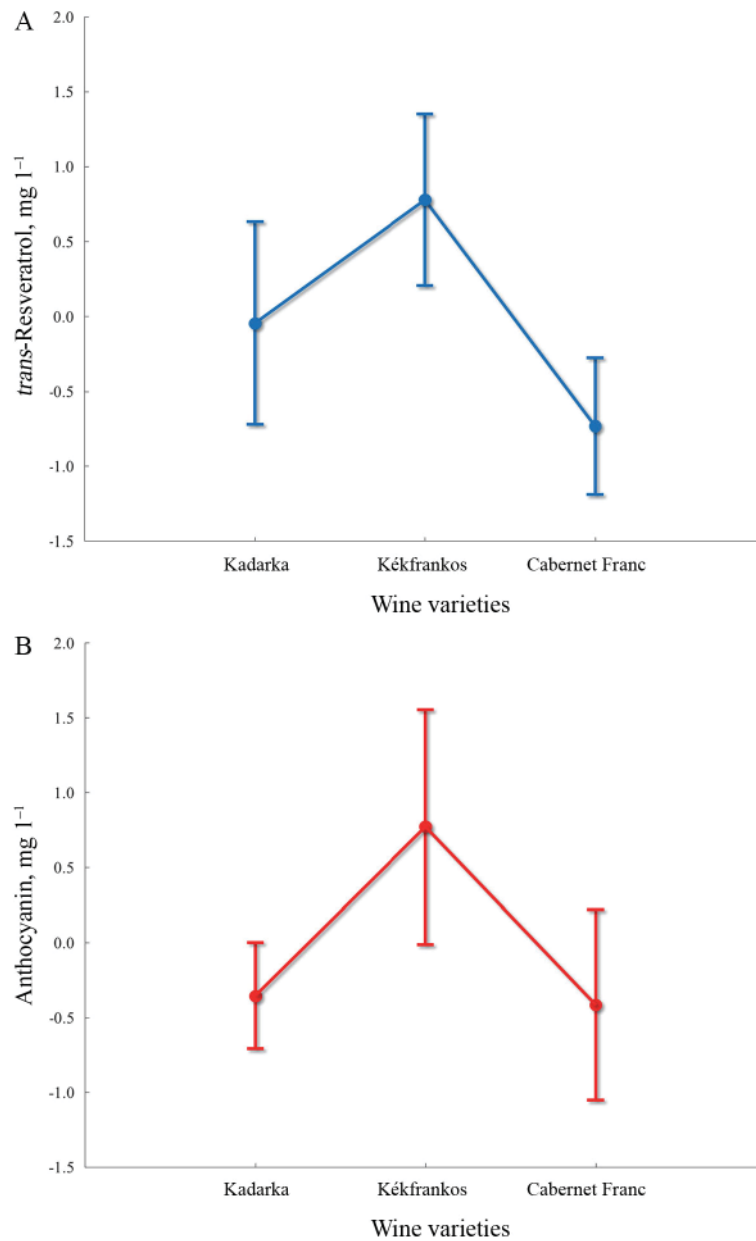 A
2.0
1.5
1.0
0.5
0.0
-0.5
-1.0
-1.5
trans-Resveratrol, mg l⁻¹
Kadarka Kékfrankos Cabernet Franc
Wine varieties
B
2.0
1.5
1.0
0.5
0.0
-0.5
-1.0
-1.5
Anthocyanin, mg l⁻¹
Kadarka Kékfrankos Cabernet Franc
Wine varieties